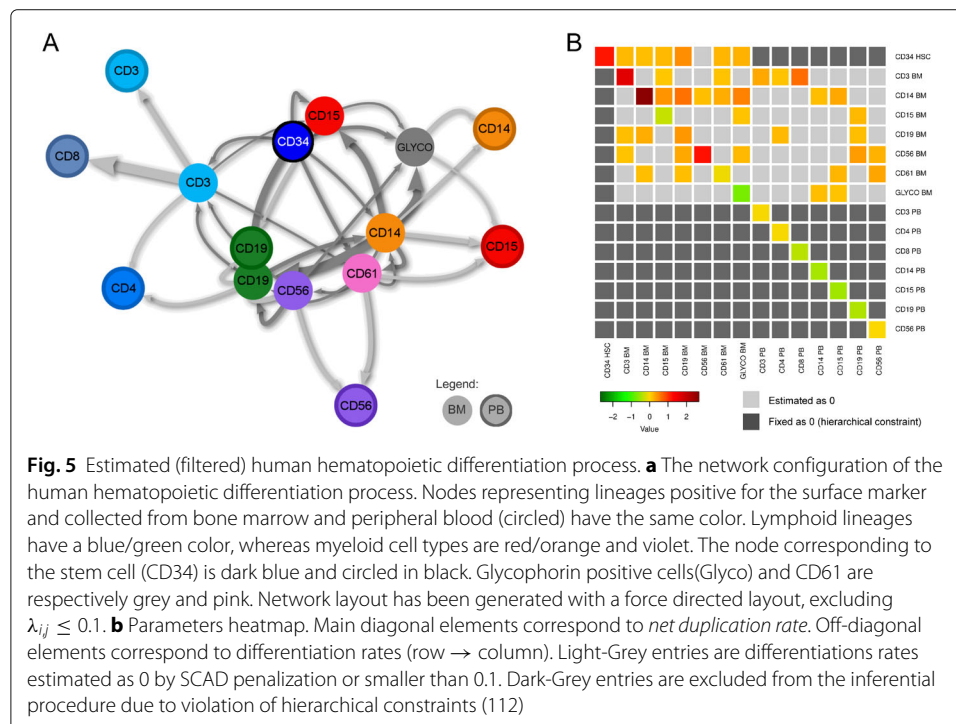 A
B
CD3
CD8
CD3
CD4
CD34
CD15
GLYCO
CD14
CD14
CD15
CD19
CD19
CD56
CD61
CD56
Legend:
BM
PB
CD34 HSC
CD3 BM
CD14 BM
CD15 BM
CD19 BM
CD56 BM
CD61 BM
GLYCO BM
CD3 PB
CD4 PB
CD8 PB
CD14 PB
CD15 PB
CD19 PB
CD56 PB
CD34 HSC
CD3 BM
CD14 BM
CD15 BM
CD19 BM
CD56 BM
CD61 BM
GLYCO BM
CD3 PB
CD4 PB
CD8 PB
CD14 PB
CD15 PB
CD19 PB
CD56 PB
−2 −1 0 1 2
Value
Estimated as 0
Fixed as 0 (hierarchical constraint)
Fig. 5 Estimated (filtered) human hematopoietic differentiation process. a The network configuration of the
human hematopoietic differentiation process. Nodes representing lineages positive for the surface marker
and collected from bone marrow and peripheral blood (circled) have the same color. Lymphoid lineages
have a blue/green color, whereas myeloid cell types are red/orange and violet. The node corresponding to
the stem cell (CD34) is dark blue and circled in black. Glycophorin positive cells(Glyco) and CD61 are
respectively grey and pink. Network layout has been generated with a force directed layout, excluding
λi,j ≤ 0.1. b Parameters heatmap. Main diagonal elements correspond to net duplication rate. Off-diagonal
elements correspond to differentiation rates (row → column). Light-Grey entries are differentiations rates
estimated as 0 by SCAD penalization or smaller than 0.1. Dark-Grey entries are excluded from the inferential
procedure due to violation of hierarchical constraints (112)